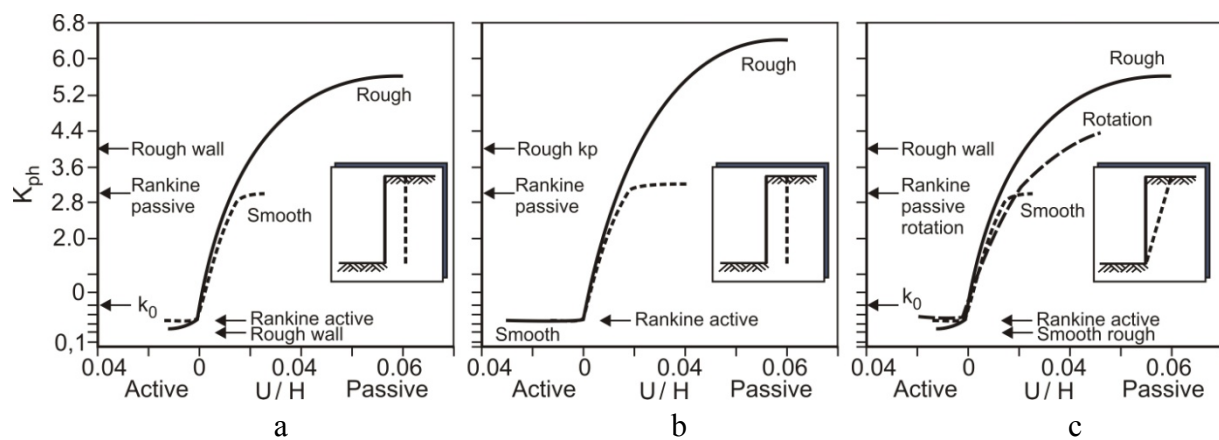 6.8
6.0
5.2
4.4
3.6
2.8
2.0
0
0,1
Kph
Rough
Rough wall
Rankine
passive
Smooth
k0
Rankine active
Rough wall
0.04 0 0.04 0.06
Active U / H Passive
a
Rough
Rough kp
Rankine
passive
Smooth
Rankine active
0.04 0 0.04 0.06
Active U / H Passive
b
Rough
Rotation
Rough wall
Rankine
passive
rotation
Smooth
k0
Rankine active
Smooth rough
0.04 0 0.04 0.06
Active U / H Passive
c